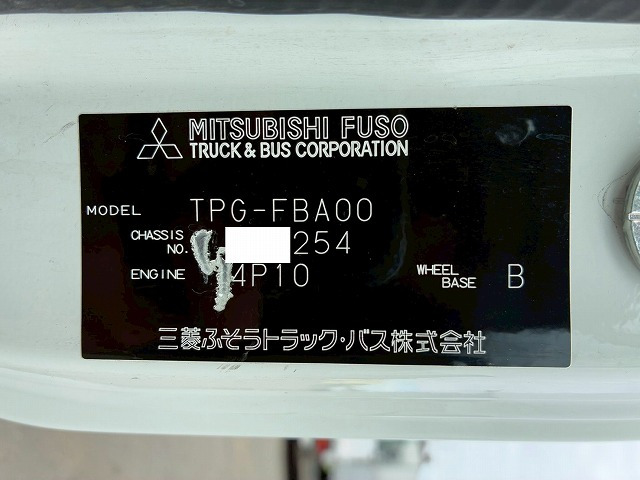 MITSUBISHI FUSO
TRUCK & BUS CORPORATION
MODEL TPG-FBA00
CHASSIS NO. 254
ENGINE 4P10 WHEEL BASE B
三菱ふそうトラック・バス株式会社